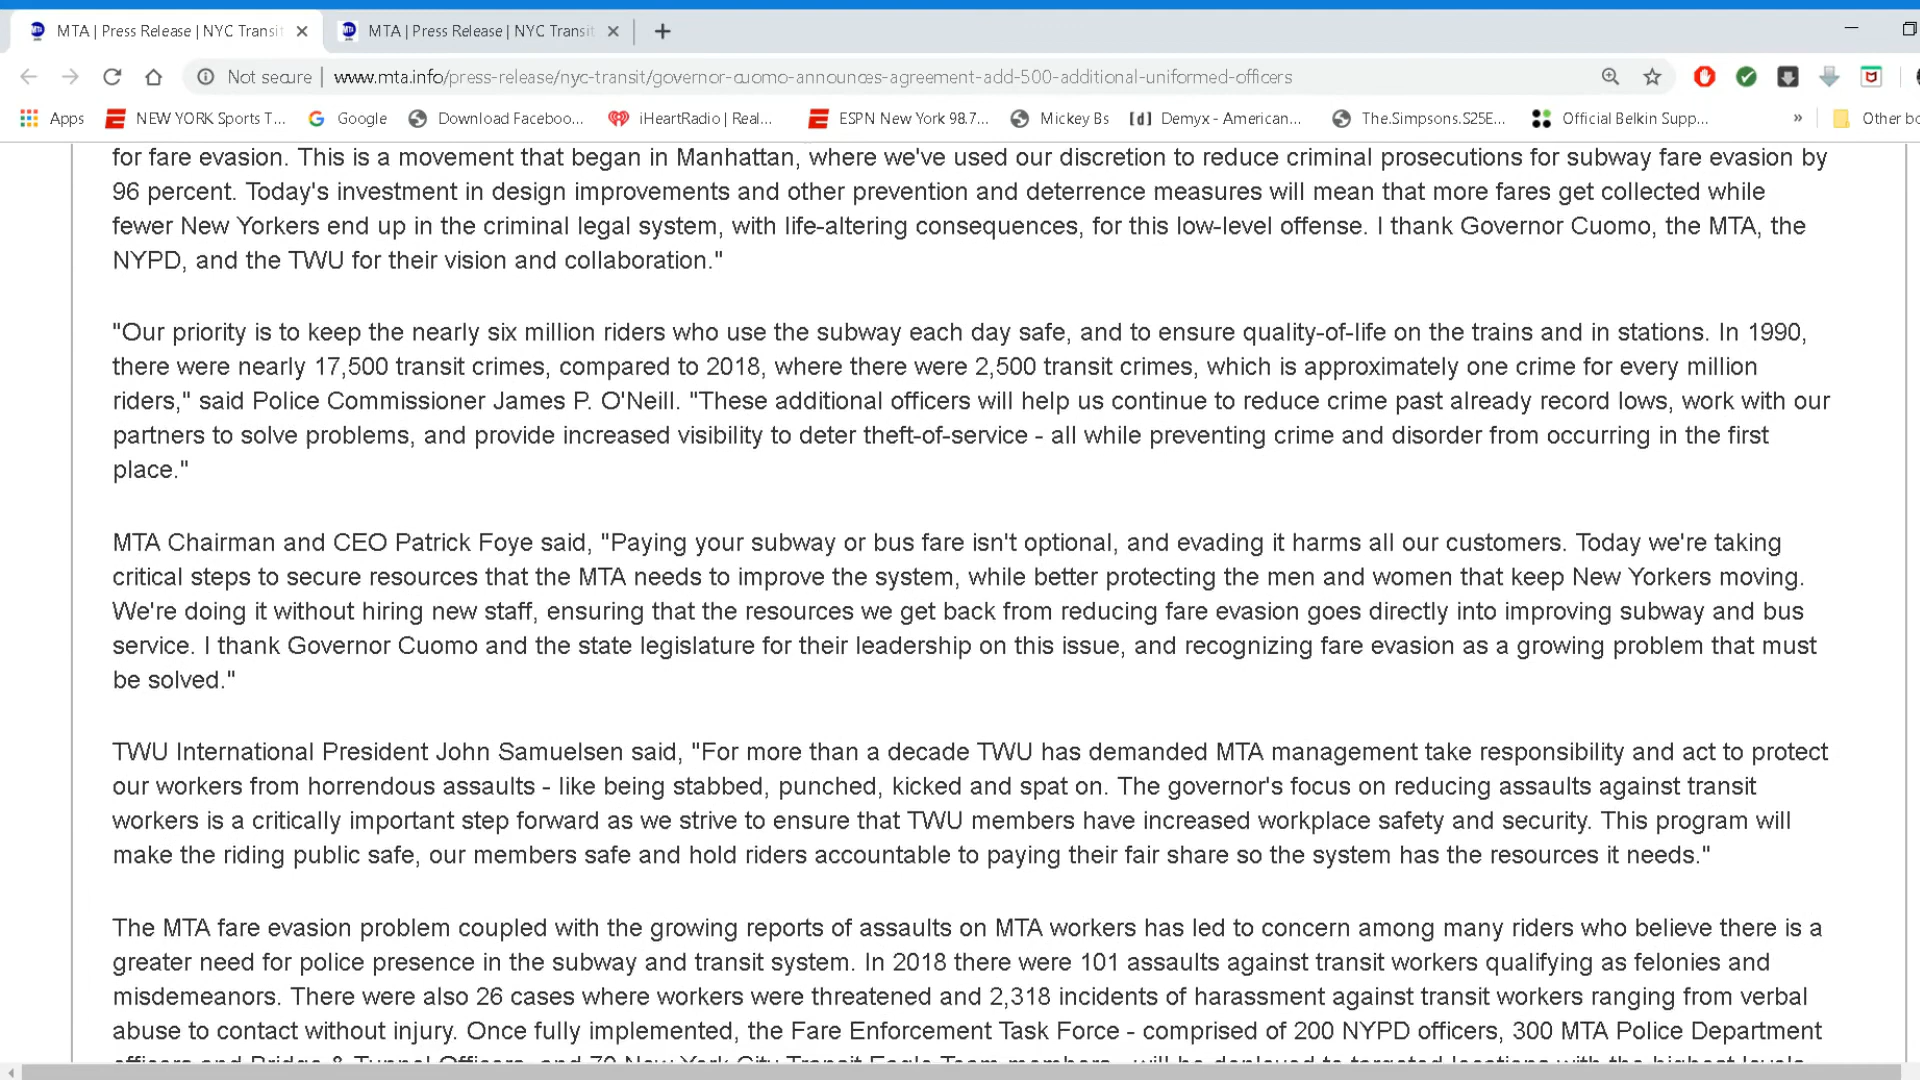 MTA | Press Release | NYC Transi
MTA | Press Release | NYC Transit
Not secure | www.mta.info/press-release/nyc-transit/governor-cuomo-announces-agreement-add-500-additional-uniformed-officers
Apps NEW YORK Sports T... Google Download Faceboo... iHeartRadio | Real... ESPN New York 98.7... Mickey Bs [d] Demyx - American... The.Simpsons.S25E... Official Belkin Supp... » Other bo
for fare evasion. This is a movement that began in Manhattan, where we've used our discretion to reduce criminal prosecutions for subway fare evasion by
96 percent. Today's investment in design improvements and other prevention and deterrence measures will mean that more fares get collected while
fewer New Yorkers end up in the criminal legal system, with life-altering consequences, for this low-level offense. I thank Governor Cuomo, the MTA, the
NYPD, and the TWU for their vision and collaboration."
"Our priority is to keep the nearly six million riders who use the subway each day safe, and to ensure quality-of-life on the trains and in stations. In 1990,
there were nearly 17,500 transit crimes, compared to 2018, where there were 2,500 transit crimes, which is approximately one crime for every million
riders," said Police Commissioner James P. O'Neill. "These additional officers will help us continue to reduce crime past already record lows, work with our
partners to solve problems, and provide increased visibility to deter theft-of-service - all while preventing crime and disorder from occurring in the first
place."
MTA Chairman and CEO Patrick Foye said, "Paying your subway or bus fare isn't optional, and evading it harms all our customers. Today we're taking
critical steps to secure resources that the MTA needs to improve the system, while better protecting the men and women that keep New Yorkers moving.
We're doing it without hiring new staff, ensuring that the resources we get back from reducing fare evasion goes directly into improving subway and bus
service. I thank Governor Cuomo and the state legislature for their leadership on this issue, and recognizing fare evasion as a growing problem that must
be solved."
TWU International President John Samuelsen said, "For more than a decade TWU has demanded MTA management take responsibility and act to protect
our workers from horrendous assaults - like being stabbed, punched, kicked and spat on. The governor's focus on reducing assaults against transit
workers is a critically important step forward as we strive to ensure that TWU members have increased workplace safety and security. This program will
make the riding public safe, our members safe and hold riders accountable to paying their fair share so the system has the resources it needs."
The MTA fare evasion problem coupled with the growing reports of assaults on MTA workers has led to concern among many riders who believe there is a
greater need for police presence in the subway and transit system. In 2018 there were 101 assaults against transit workers qualifying as felonies and
misdemeanors. There were also 26 cases where workers were threatened and 2,318 incidents of harassment against transit workers ranging from verbal
abuse to contact without injury. Once fully implemented, the Fare Enforcement Task Force - comprised of 200 NYPD officers, 300 MTA Police Department
officers and Bridge & Tunnel Officers, and 70 New York City Transit Eagle Team members - will be deployed to targeted locations with the highest levels